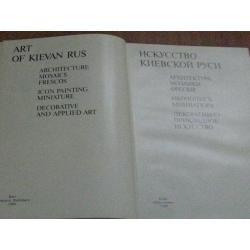 ART
OF KIEVAN RUS
ARCHITECTURE
MOSAICS
FRESCOS
ICON PAINTING
MINIATURE
DECORATIVE
AND APPLIED ART
ИСКУССТВО
КИЕВСКОЙ РУСИ
АРХИТЕКТУРА
МОЗАИКИ
ФРЕСКИ
ИКОНОПИСЬ
МИНИАТЮРА
ДЕКОРАТИВНО-
ПРИКЛАДНОЕ
ИСКУССТВО